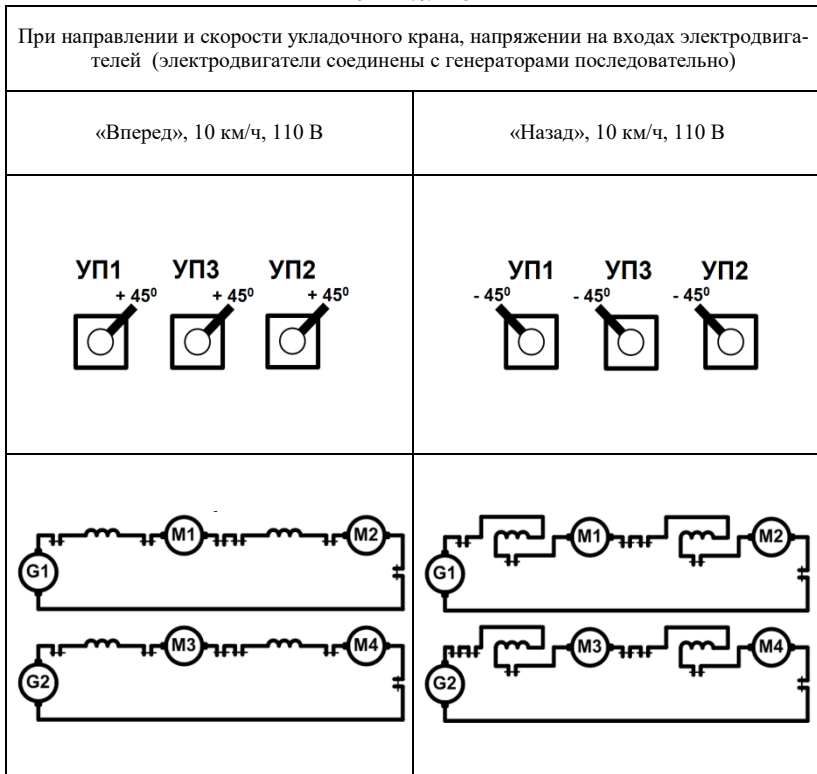 При направлении и скорости укладочного крана, напряжении на входах электродвига-
телей (электродвигатели соединены с генераторами последовательно)
«Вперед», 10 км/ч, 110 В
«Назад», 10 км/ч, 110 В
УП1 УП3 УП2
+ 45⁰ + 45⁰ + 45⁰
УП1 УП3 УП2
- 45⁰ - 45⁰ - 45⁰
M1 M2
G1
M3 M4
G2
M1 M2
G1
M3 M4
G2